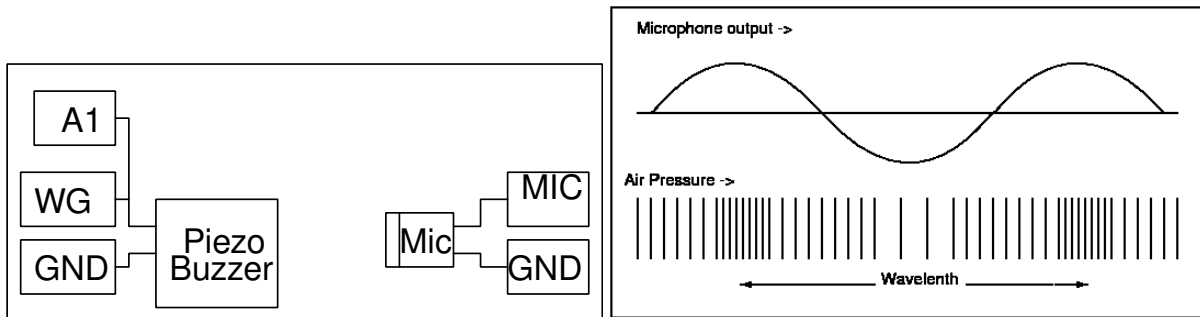 A1
WG
GND
Piezo
Buzzer
Mic
MIC
GND
Microphone output ->
Air Pressure ->
Wavelenth